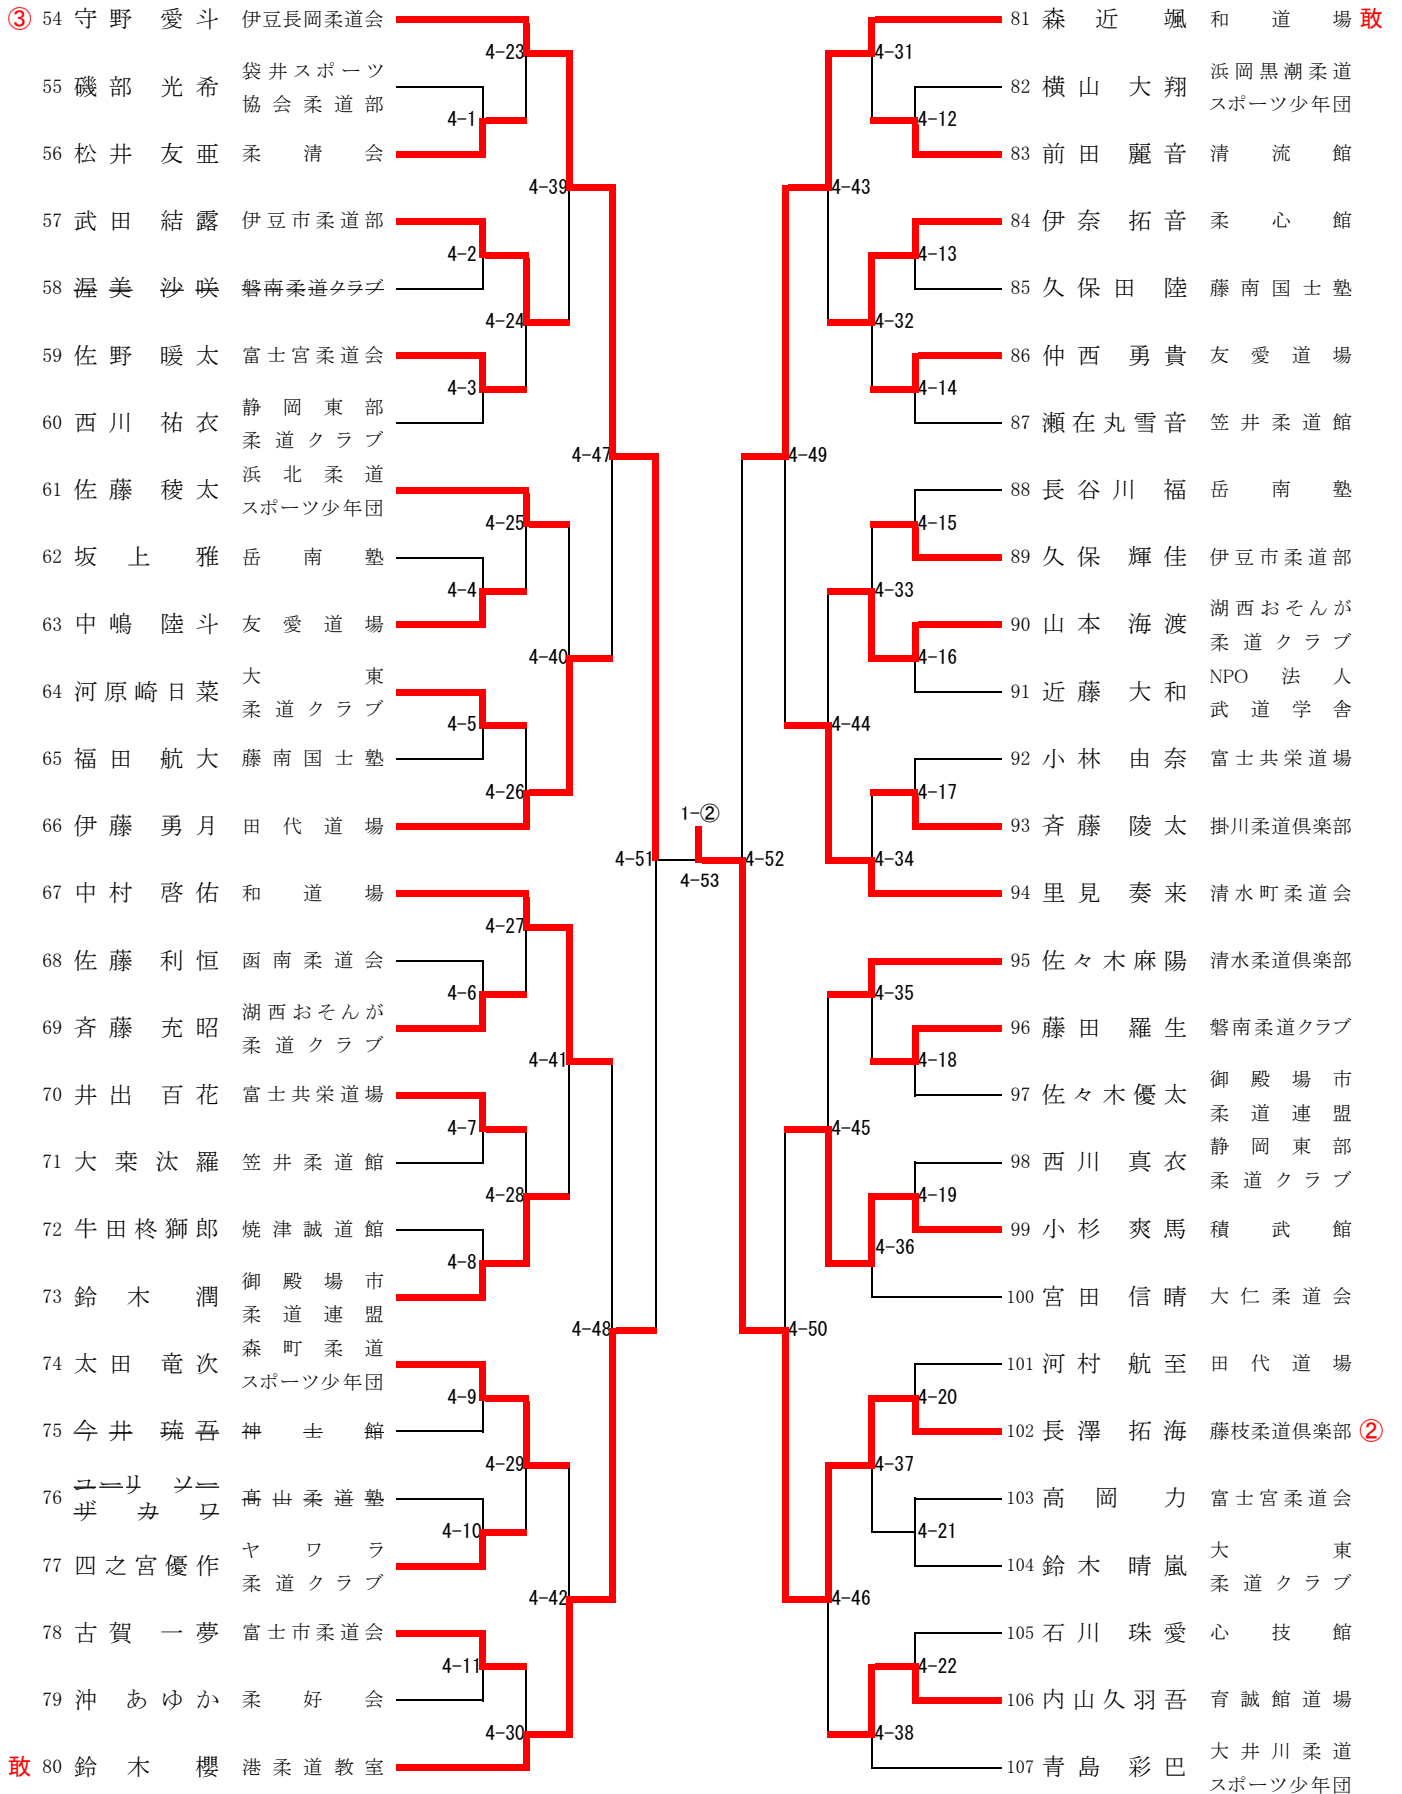 ③ 54 守野 愛斗 伊豆長岡柔道会
55 磯部 光希 袋井スポーツ
協会柔道部
56 松井 友亜 柔清会
57 武田 結露 伊豆市柔道部
58 渥美 沙咲 磐南柔道クラブ
59 佐野 暖太 富士宮柔道会
60 西川 祐衣 静岡東部
柔道クラブ
61 佐藤 稜太 浜北柔道
スポーツ少年団
62 坂上 雅 岳南塾
63 中嶋 陸斗 友愛道場
64 河原崎日菜 大東
柔道クラブ
65 福田 航大 藤南国士塾
66 伊藤 勇月 田代道場
67 中村 啓佑 和道場
68 佐藤 利恒 函南柔道会
69 斉藤 充昭 湖西おそんが
柔道クラブ
70 井出 百花 富士共栄道場
71 大桒汰羅 笠井柔道館
72 牛田柊獅郎 焼津誠道館
73 鈴木 潤 御殿場市
柔道連盟
74 太田 竜次 森町柔道
スポーツ少年団
75 今井 琉吾 神士館
76 ユーリ ソー
ザカワ 髙山柔道塾
77 四之宮優作 ヤワラ
柔道クラブ
78 古賀 一夢 富士市柔道会
79 沖 あゆか 柔好会
敢 80 鈴木 櫻 港柔道教室
4-1
4-2
4-3
4-4
4-5
4-6
4-7
4-8
4-9
4-10
4-11
4-23
4-24
4-25
4-26
4-27
4-28
4-29
4-30
4-39
4-40
4-41
4-42
4-47
4-48
4-51
1-②
4-53
4-52
4-49
4-50
4-43
4-44
4-45
4-46
4-31
4-32
4-33
4-34
4-35
4-36
4-37
4-38
4-12
4-13
4-14
4-15
4-16
4-17
4-18
4-19
4-20
4-21
4-22
81 森近 颯 和道場 敢
82 横山 大翔 浜岡黒潮柔道
スポーツ少年団
83 前田 麗音 清流館
84 伊奈拓音 柔心館
85 久保田 陸 藤南国士塾
86 仲西勇貴 友愛道場
87 瀬在丸雪音 笠井柔道館
88 長谷川 福 岳南塾
89 久保 輝佳 伊豆市柔道部
90 山本 海渡 湖西おそんが
柔道クラブ
91 近藤 大和 NPO法人
武道学舎
92 小林 由奈 富士共栄道場
93 斉藤 陵太 掛川柔道倶楽部
94 里見 奏来 清水町柔道会
95 佐々木麻陽 清水柔道倶楽部
96 藤田 羅生 磐南柔道クラブ
97 佐々木優太 御殿場市
柔道連盟
98 西川 真衣 静岡東部
柔道クラブ
99 小杉 爽馬 積武館
100 宮田 信晴 大仁柔道会
101 河村 航至 田代道場
102 長澤 拓海 藤枝柔道倶楽部 ②
103 高岡 力 富士宮柔道会
104 鈴木 晴嵐 大東
柔道クラブ
105 石川 珠愛 心技館
106 内山久羽吾 育誠館道場
107 青島 彩巴 大井川柔道
スポーツ少年団